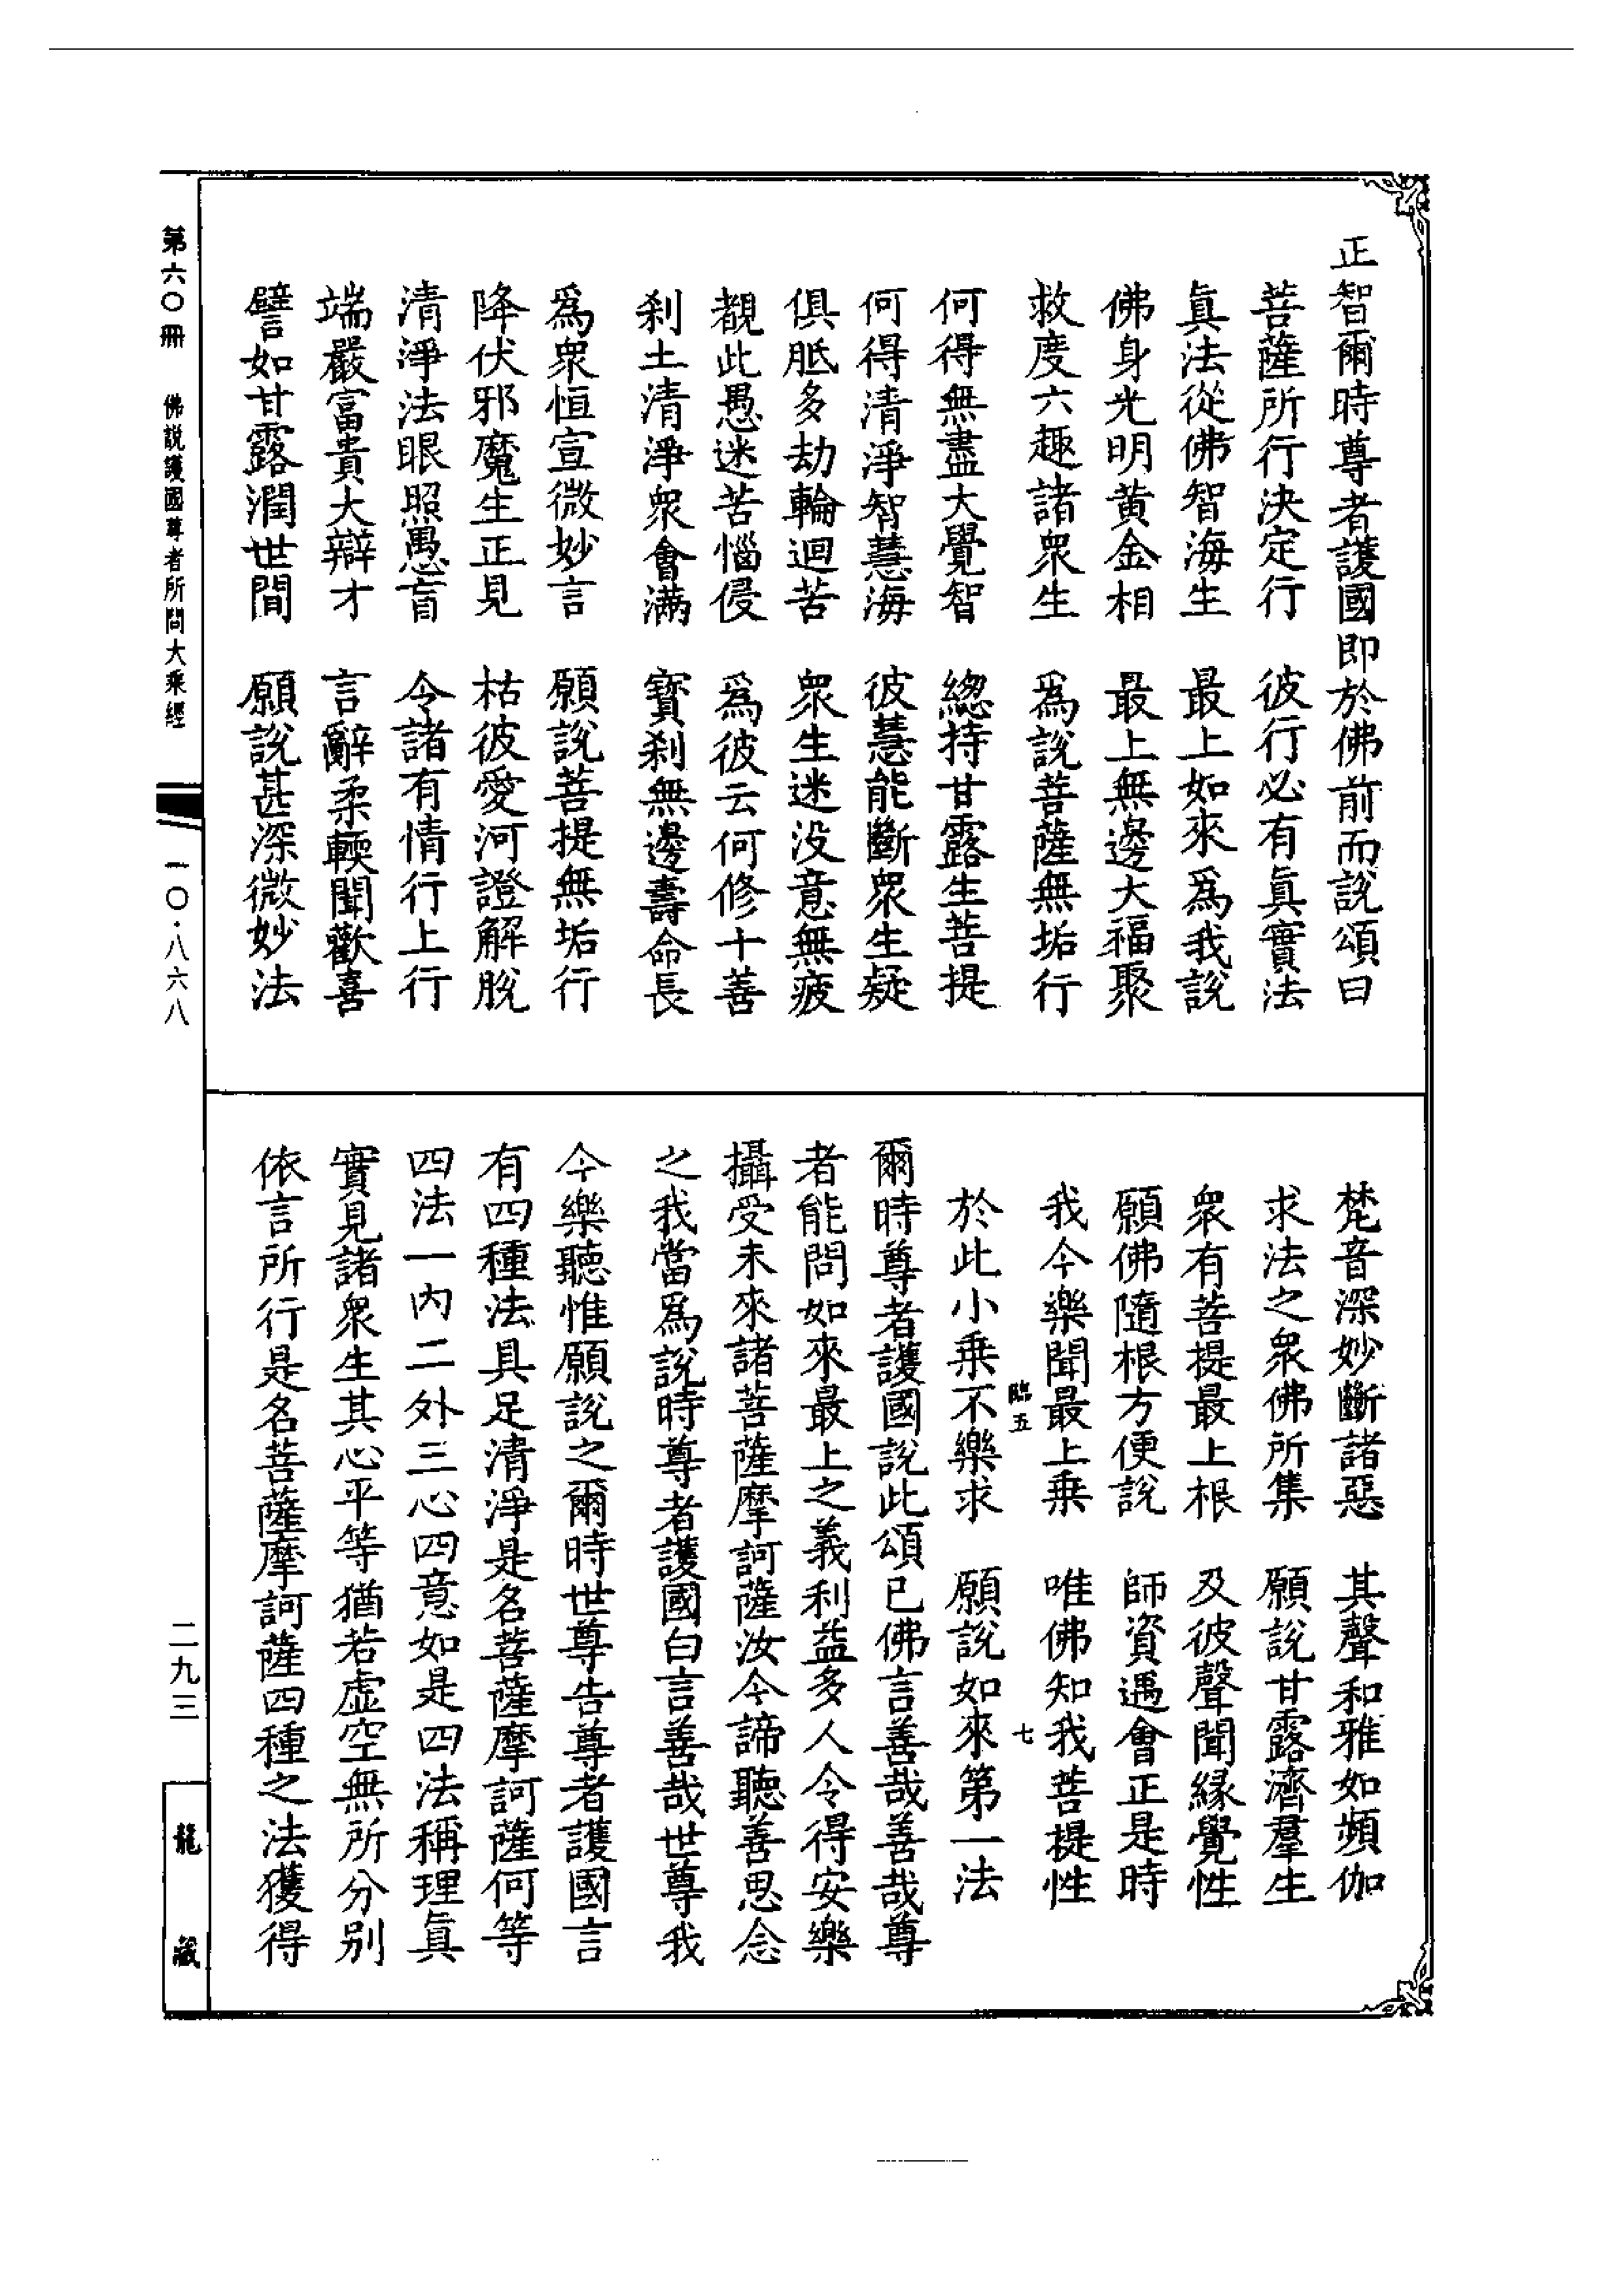 正智爾時尊者護國即於佛前而說頌曰
菩薩所行決定行　彼行必有眞實法
眞法從佛智海生　最上如來爲我說
佛身光明黃金相　最上無邊大福聚
救度六趣諸衆生　爲說菩薩無垢行
何得無盡大覺智　總持甘露生菩提
何得清淨智慧海　彼慧能斷衆生疑
俱胝多劫輪迴苦　衆生迷没意無疲
覩此愚迷苦惱侵　爲彼云何修十善
刹土清淨衆會滿　寶刹無邊壽命長
爲衆恒宣微妙言　願說菩提無垢行
降伏邪魔生正見　枯彼愛河證解脫
清淨法眼照愚盲　令諸有情行上行
端嚴富貴大辯才　言辭柔輭聞歡喜
譬如甘露潤世間　願說甚深微妙法
梵音深妙斷諸惡　其聲和雅如頻伽
求法之衆佛所集　願說甘露濟羣生
衆有菩提最上根　及彼聲聞緣覺性
願佛隨根方便說　師資遇會正是時
我今樂聞最上乗　唯佛知我菩提性
臨五　七
於此小乗不樂求　願說如來第一法
爾時尊者護國說此頌已佛言善哉善哉尊
者能問如來最上之義利益多人令得安樂
攝受未來諸菩薩摩訶薩汝今諦聽善思念
之我當爲說時尊者護國白言善哉世尊我
今樂聽惟願說之爾時世尊告尊者護國言
有四種法具足清淨是名菩薩摩訶薩何等
四法一內二外三心四意如是四法稱理眞
實見諸衆生其心平等猶若虛空無所分别
依言所行是名菩薩摩訶薩四種之法獲得
第六〇冊　佛説護國尊者所問大乘經　一〇·八六八　二九三
龍藏